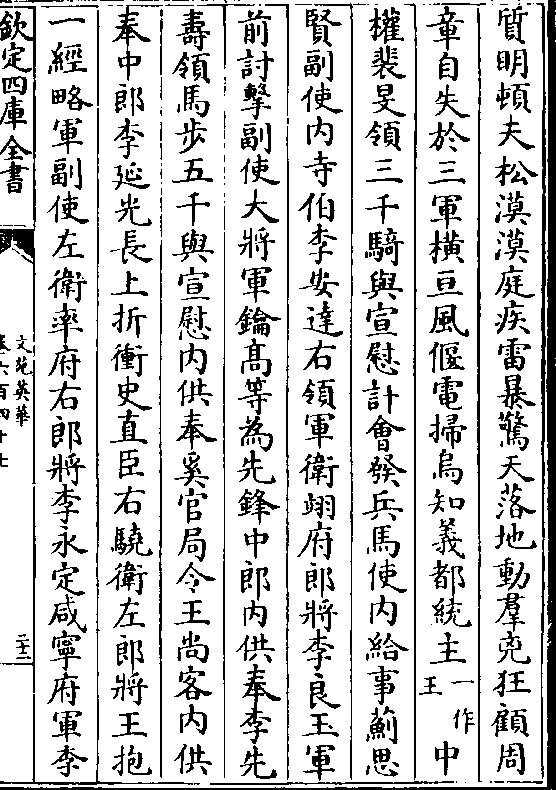 質明頓夫松漠漠庭疾雷暴驚天落地動羣兇狂顧周
章自失於三軍橫亘風偃電掃烏知義都統主一作王中
權裴旻領三千騎與宣慰計會發兵馬使内給事薊思
賢副使内寺伯李安達右領軍衛翊府郎將李良玉軍
前討擊副使大將軍鑰髙等為先鋒中郎内供奉李先
壽領馬步五千與宣慰内供奉奚官局令王尚客内供
奉中郎李延光長上折衝史直臣右驍衛左郎將王抱
一經略軍副使左衛率府右郎將李永定咸寧府軍李
欽定四庫全書
文苑英華
卷六百四十七
二十二